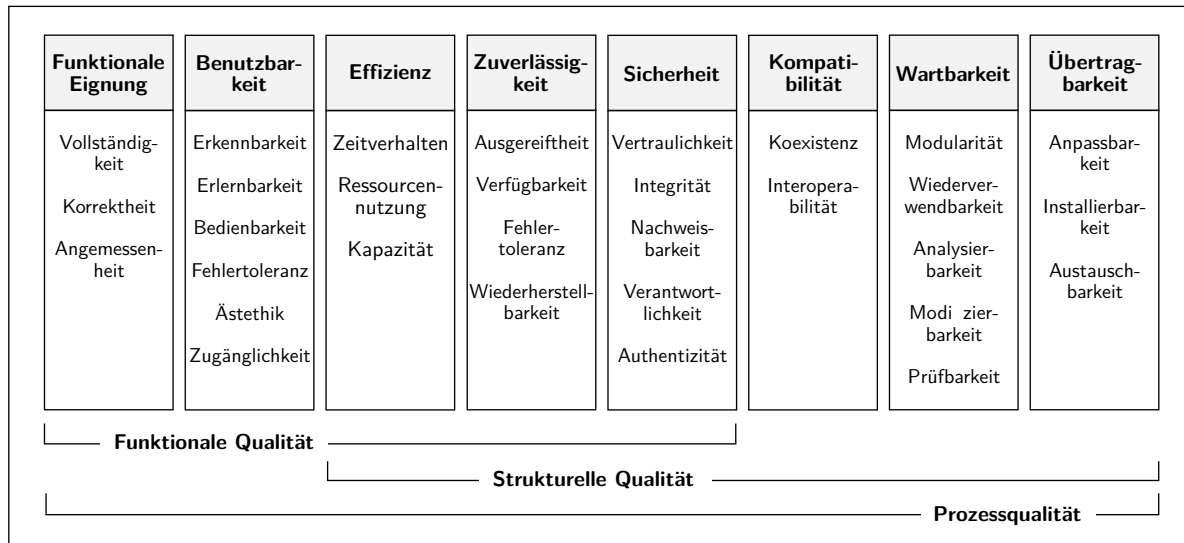 Funktionale
Eignung
Benutzbar-
keit
Effizienz
Zuverlässig-
keit
Sicherheit
Kompati-
bilität
Wartbarkeit
Übertrag-
barkeit
Vollständig-
keit
Korrektheit
Angemessen-
heit
Erkennbarkeit
Erlernbarkeit
Bedienbarkeit
Fehlertoleranz
Ästethik
Zugänglichkeit
Zeitverhalten
Ressourcen-
nutzung
Kapazität
Ausgereiftheit
Verfügbarkeit
Fehler-
toleranz
Wiederherstell-
barkeit
Vertraulichkeit
Integrität
Nachweis-
barkeit
Verantwort-
lichkeit
Authentizität
Koexistenz
Interopera-
bilität
Modularität
Wiederver-
wendbarkeit
Analysier-
barkeit
Modi zier-
barkeit
Prüfbarkeit
Anpassbar-
keit
Installierbar-
keit
Austausch-
barkeit
Funktionale Qualität
Strukturelle Qualität
Prozessqualität